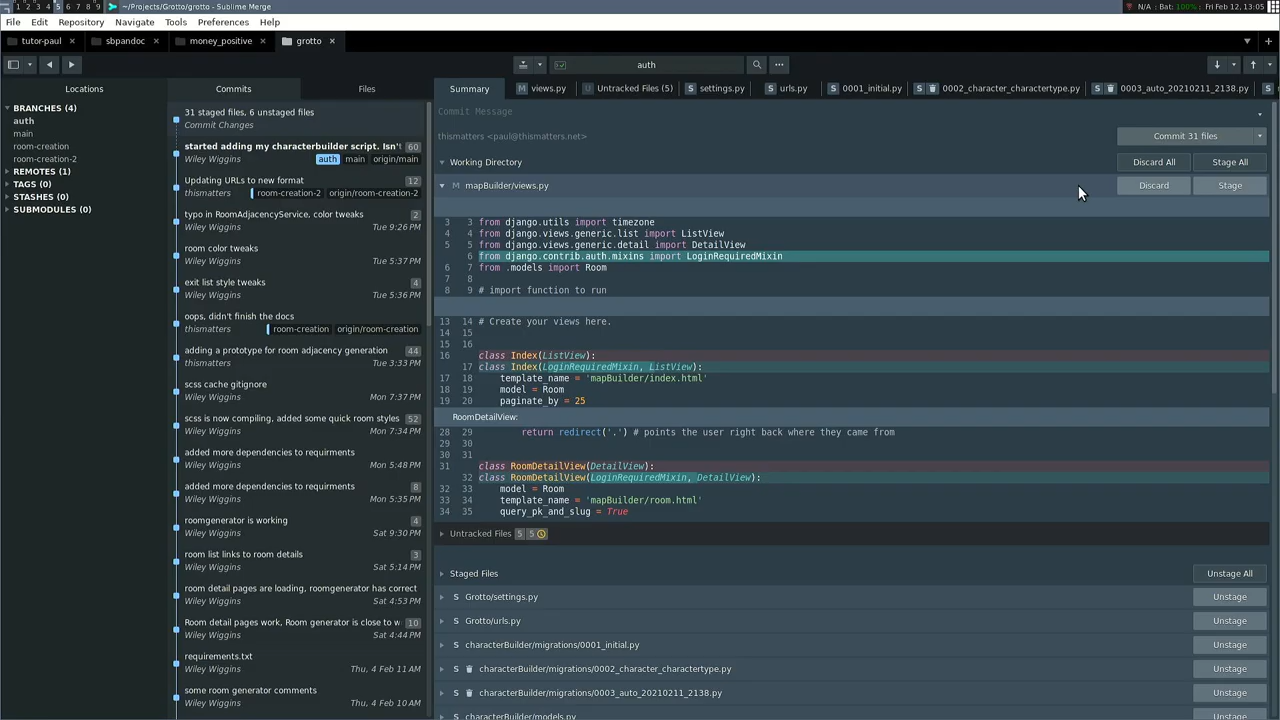 1 2 3 4 5 6 7 8 9 ~/Projects/Grotto/grotto - Sublime Merge N/A | Bat: 100% | Fri Feb 12, 13:05
File Edit Repository Navigate Tools Preferences Help
tutor-paul × sbpandoc × money_positive × grotto ×
auth
Locations Commits Files Summary views.py U Untracked Files (5) S settings.py S urls.py S 0001_initial.py S 0002_character_charactertype.py S 0003_auto_20210211_2138.py S
BRANCHES (4)
auth
main
room-creation
room-creation-2
REMOTES (1)
TAGS (0)
STASHES (0)
SUBMODULES (0)
31 staged files, 6 unstaged files
Commit Changes
started adding my characterbuilder script. Isn't 60
Wiley Wiggins auth main origin/main
Updating URLs to new format 12
thismatters room-creation-2 origin/room-creation-2
typo in RoomAdjacencyService, color tweaks 2
Wiley Wiggins Tue 9:26 PM
room color tweaks
Wiley Wiggins Tue 5:37 PM
exit list style tweaks 4
Wiley Wiggins Tue 5:36 PM
oops, didn't finish the docs
thismatters room-creation origin/room-creation
adding a prototype for room adjacency generation 44
thismatters Tue 3:33 PM
scss cache gitignore
Wiley Wiggins Mon 7:37 PM
scss is now compiling, added some quick room styles 52
Wiley Wiggins Mon 7:34 PM
added more dependencies to requirments
Wiley Wiggins Mon 5:48 PM
added more dependencies to requirments 8
Wiley Wiggins Mon 5:35 PM
roomgenerator is working 4
Wiley Wiggins Sat 9:30 PM
room list links to room details 3
Wiley Wiggins Sat 5:14 PM
room detail pages are loading, roomgenerator has correct
Wiley Wiggins Sat 4:53 PM
Room detail pages work, Room generator is close to w 10
Wiley Wiggins Sat 4:44 PM
requirements.txt
Wiley Wiggins Thu, 4 Feb 11 AM
some room generator comments
Wiley Wiggins Thu, 4 Feb 10 AM
Commit Message
thismatters <paul@thismatters.net> Commit 31 files
Working Directory Discard All Stage All
M mapBuilder/views.py Discard Stage
3 3 from django.utils import timezone
4 4 from django.views.generic.list import ListView
5 5 from django.views.generic.detail import DetailView
6 from django.contrib.auth.mixins import LoginRequiredMixin
6 7 from .models import Room
7 8
8 9 # import function to run
13 14 # Create your views here.
14 15
15 16
16 class Index(ListView):
17 class Index(LoginRequiredMixin, ListView):
17 18 template_name = 'mapBuilder/index.html'
18 19 model = Room
19 20 paginate_by = 25
RoomDetailView:
28 29 return redirect('.') # points the user right back where they came from
29 30
30 31
31 class RoomDetailView(DetailView):
32 class RoomDetailView(LoginRequiredMixin, DetailView):
32 33 model = Room
33 34 template_name = 'mapBuilder/room.html'
34 35 query_pk_and_slug = True
Untracked Files 5 5
Staged Files Unstage All
S Grotto/settings.py Unstage
S Grotto/urls.py Unstage
S characterBuilder/migrations/0001_initial.py Unstage
S characterBuilder/migrations/0002_character_charactertype.py Unstage
S characterBuilder/migrations/0003_auto_20210211_2138.py Unstage
S characterBuilder/models.py Unstage